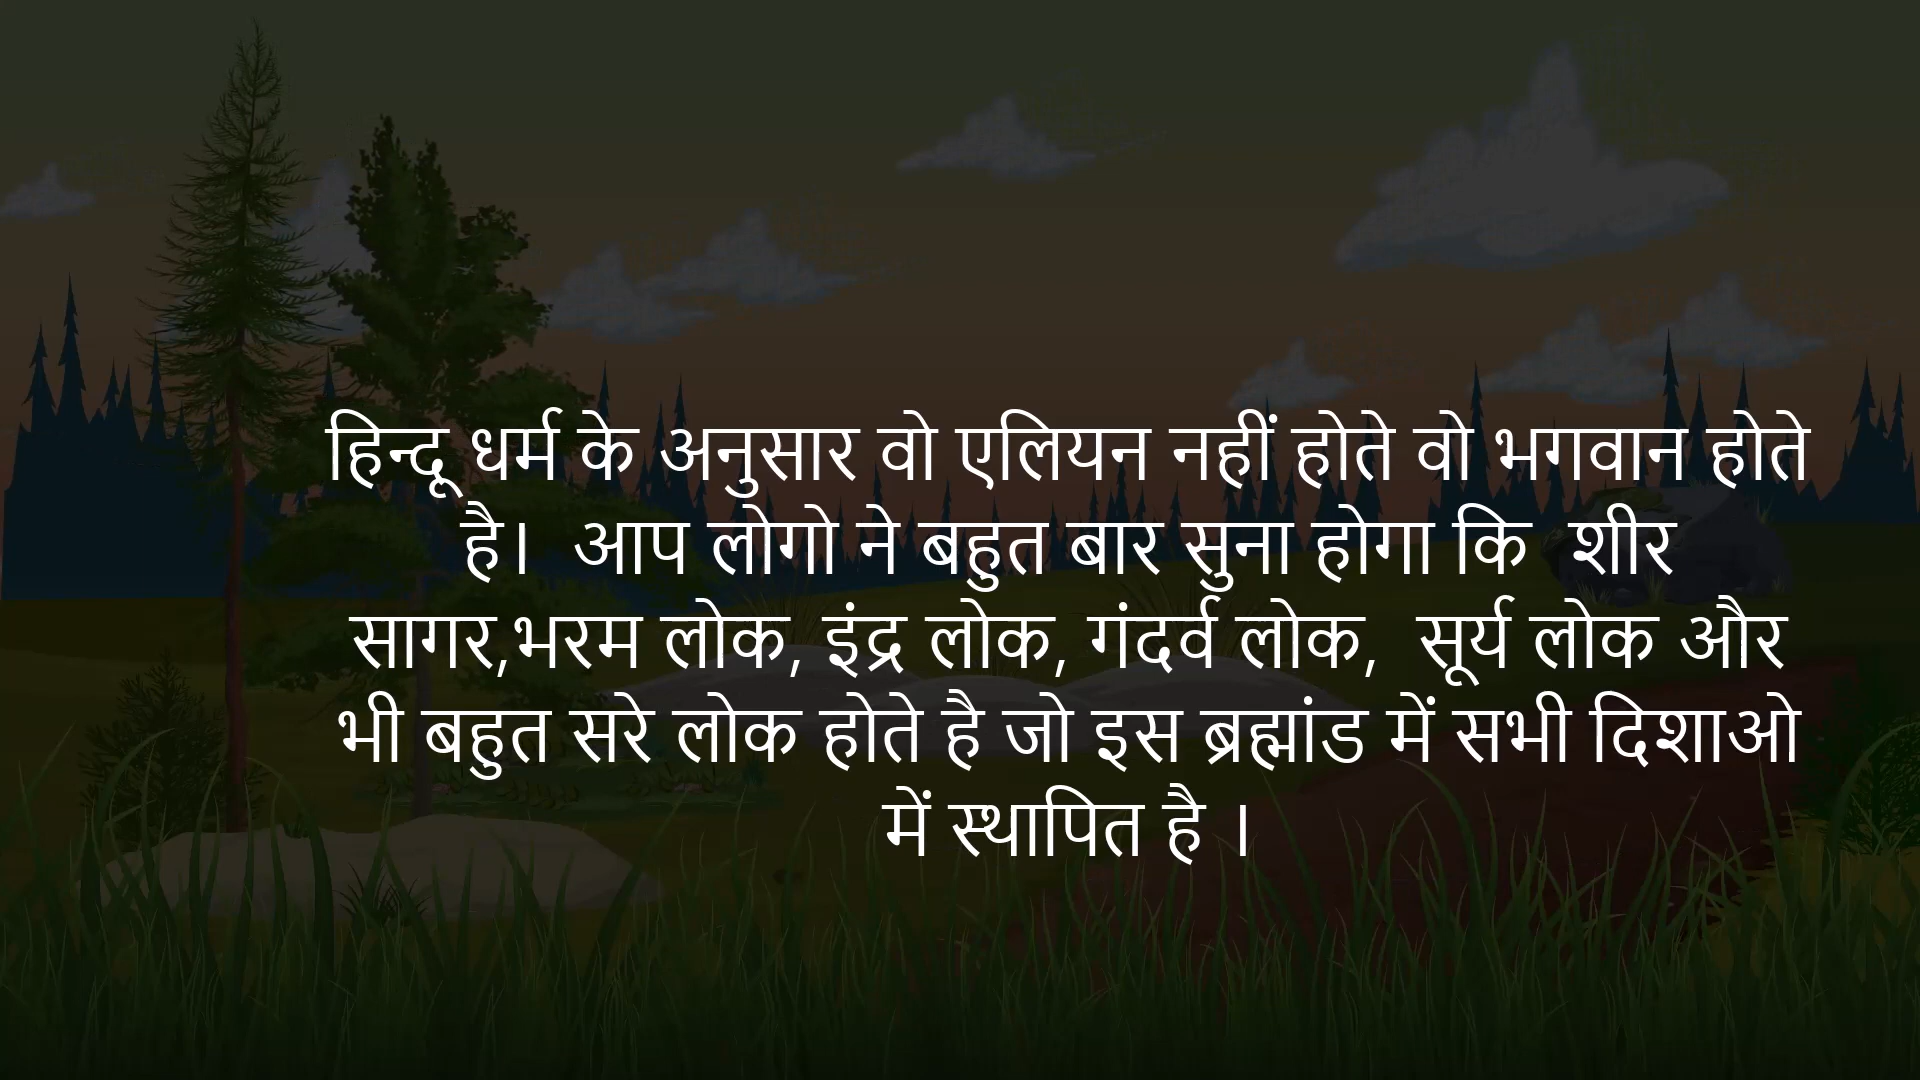 हिन्दू धर्म के अनुसार वो एलियन नहीं होते वो भगवान होते
है।  आप लोगो ने बहुत बार सुना होगा कि  शीर
सागर,भरम लोक, इंद्र लोक, गंदर्व लोक,  सूर्य लोक और
भी बहुत सरे लोक होते है जो इस ब्रह्मांड में सभी दिशाओ
में स्थापित है ।